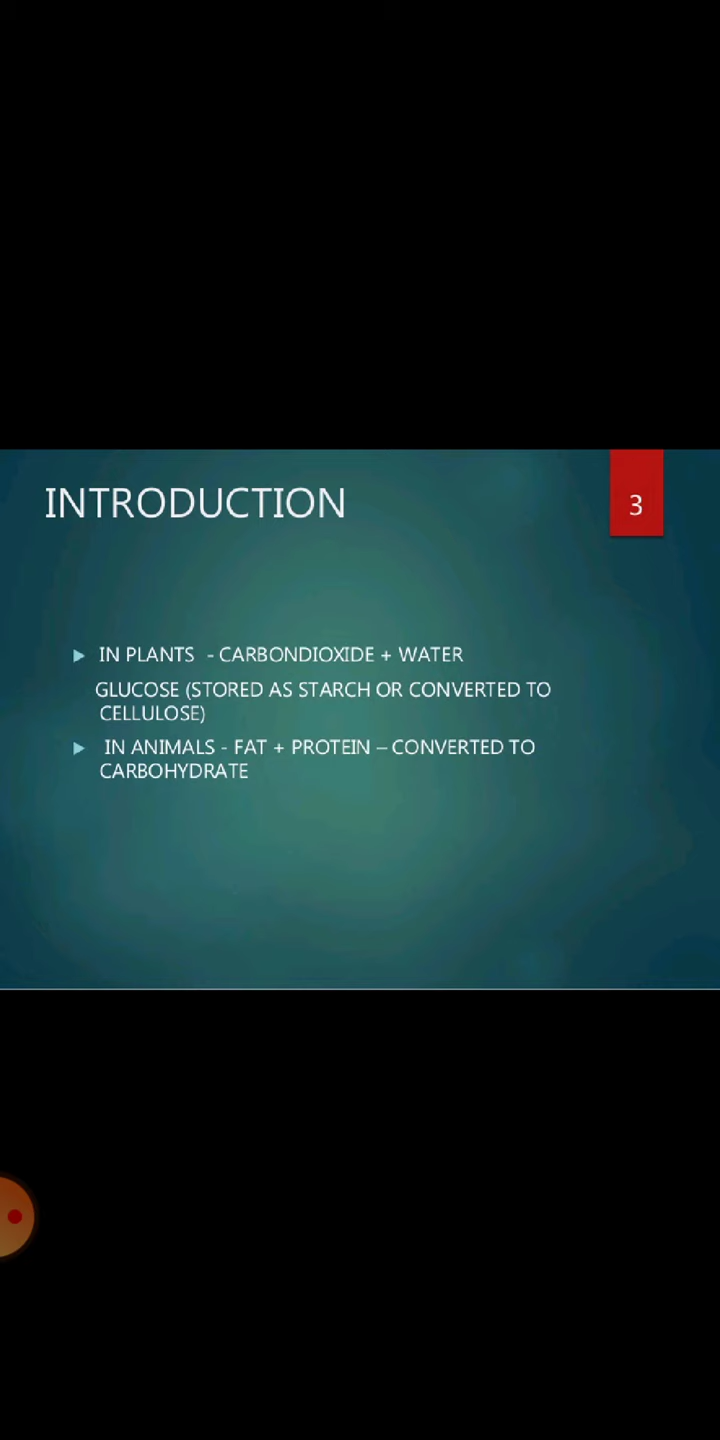 INTRODUCTION
3
IN PLANTS - CARBONDIOXIDE + WATER
GLUCOSE (STORED AS STARCH OR CONVERTED TO
CELLULOSE)
IN ANIMALS - FAT + PROTEIN – CONVERTED TO
CARBOHYDRATE